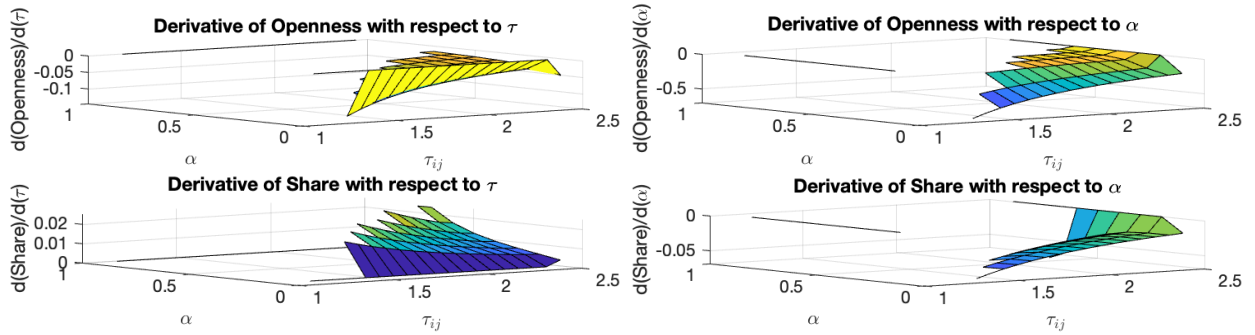 Derivative of Openness with respect to τ
d(Openness)/d(τ)
0
-0.05
-0.1
1
0.5
0
α
1
1.5
2
2.5
τij
Derivative of Openness with respect to α
d(Openness)/d(α)
0
-0.5
1
0.5
0
α
1
1.5
2
2.5
τij
Derivative of Share with respect to τ
d(Share)/d(τ)
0.02
0.01
0
1
0.5
0
α
1
1.5
2
2.5
τij
Derivative of Share with respect to α
d(Share)/d(α)
0
-0.05
1
0.5
0
α
1
1.5
2
2.5
τij